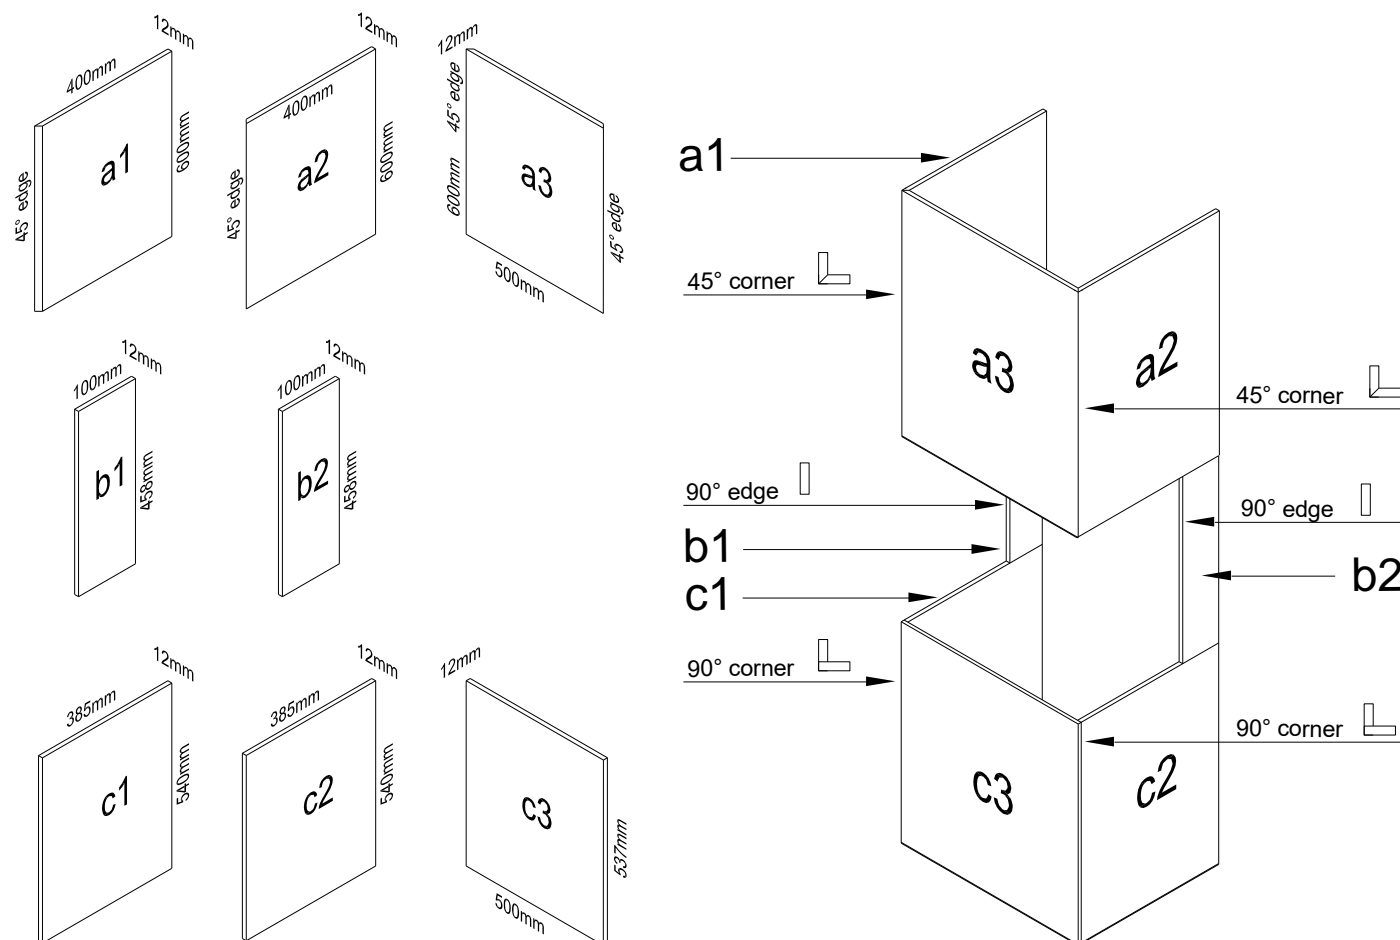 12mm
400mm
a1
600mm
45° edge
12mm
400mm
a2
600mm
45° edge
12mm
45° edge
600mm
a3
45° edge
500mm
12mm
100mm
b1
458mm
12mm
100mm
b2
458mm
12mm
385mm
c1
540mm
12mm
385mm
c2
540mm
12mm
c3
537mm
500mm
a1
45° corner
a3
a2
45° corner
90° edge
90° edge
b1
b2
c1
90° corner
90° corner
c3
c2